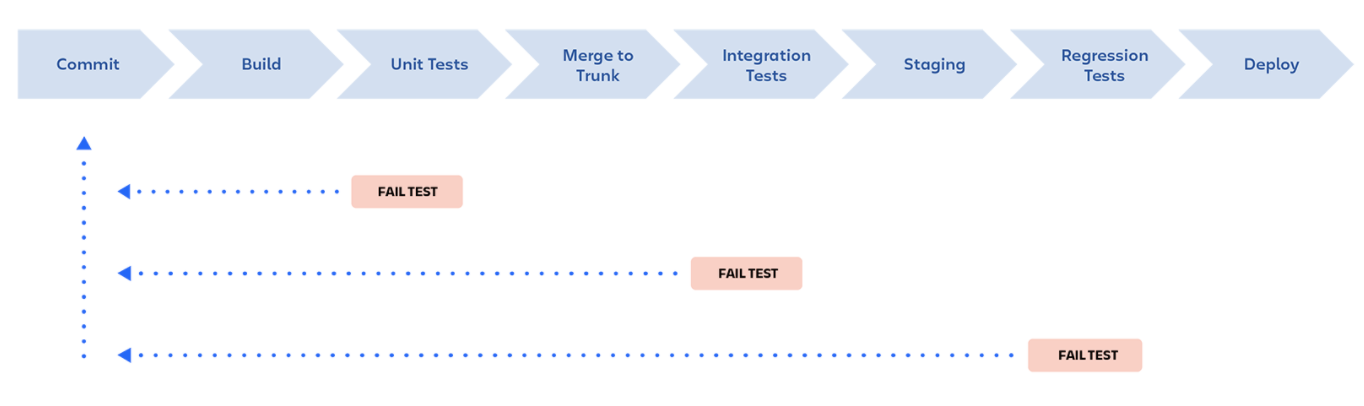 Commit
Build
Unit Tests
Merge to
Trunk
Integration
Tests
Staging
Regression
Tests
Deploy
FAIL TEST
FAIL TEST
FAIL TEST